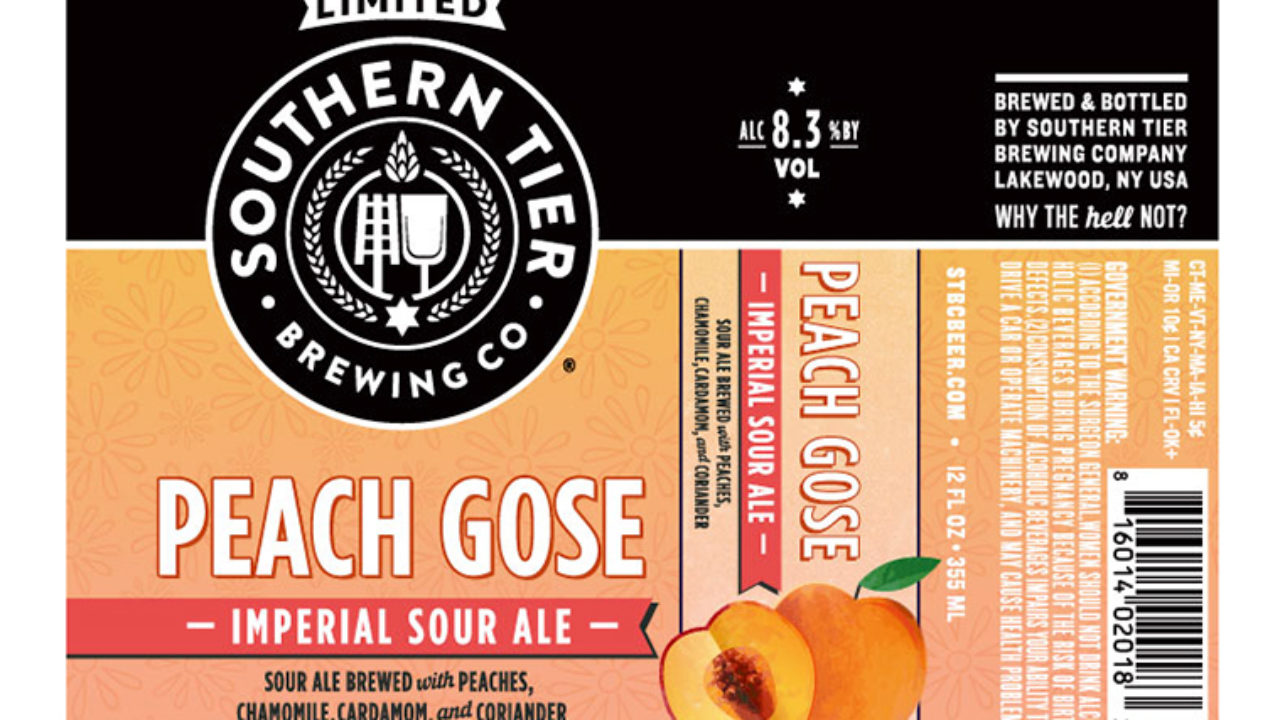 LIMITED
SOUTHERN TIER
• BREWING CO •
®
ALC 8.3 % BY
VOL
BREWED & BOTTLED
BY SOUTHERN TIER
BREWING COMPANY
LAKEWOOD, NY USA
WHY THE hell NOT?
PEACH GOSE
– IMPERIAL SOUR ALE –
SOUR ALE BREWED with PEACHES,
CHAMOMILE, CARDAMOM, and CORIANDER
PEACH GOSE
– IMPERIAL SOUR ALE –
SOUR ALE BREWED with PEACHES,
CHAMOMILE, CARDAMOM, and CORIANDER
STBCBEER.COM • 12 FL OZ • 355 ML
GOVERNMENT WARNING:
(1) ACCORDING TO THE SURGEON GENERAL, WOMEN SHOULD NOT DRINK ALC
HOLIC BEVERAGES DURING PREGNANCY BECAUSE OF THE RISK OF BIR
DEFECTS. (2) CONSUMPTION OF ALCOHOLIC BEVERAGES IMPAIRS YOUR ABILITY T
DRIVE A CAR OR OPERATE MACHINERY, AND MAY CAUSE HEALTH PROBLEM
CT-ME-VT-NY-MA-IA-HI 5¢
MI-OR 10¢ | CA CRV | FL-OK+
8 16014 02018